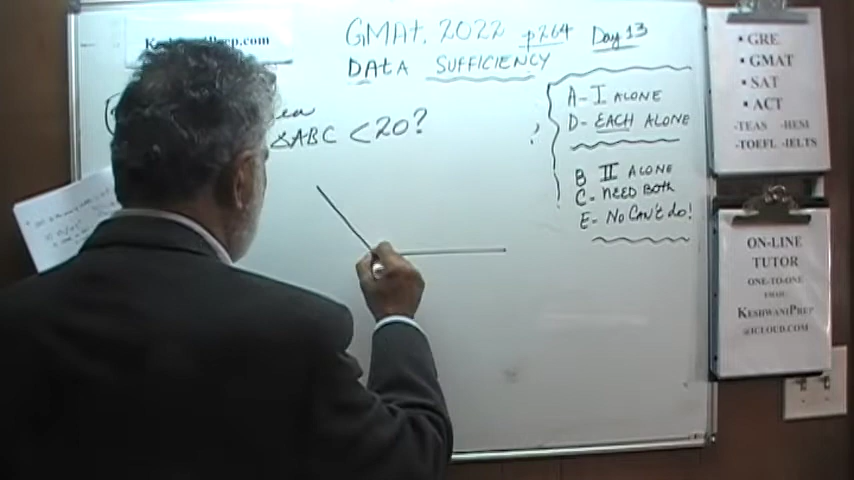 GMAT. 2022 p264 Day 13
DATA SUFFICIENCY
ABC < 20?
A- I ALONE
D- EACH ALONE
B II ALONE
C- NEED BOTH
E- No Can't do!
• GRE
• GMAT
• SAT
• ACT
-TEAS -HESI
-TOEFL -IELTS
ON-LINE
TUTOR
ONE-TO-ONE
EMAIL
KESHWANIPREP
@ICLOUD.COM